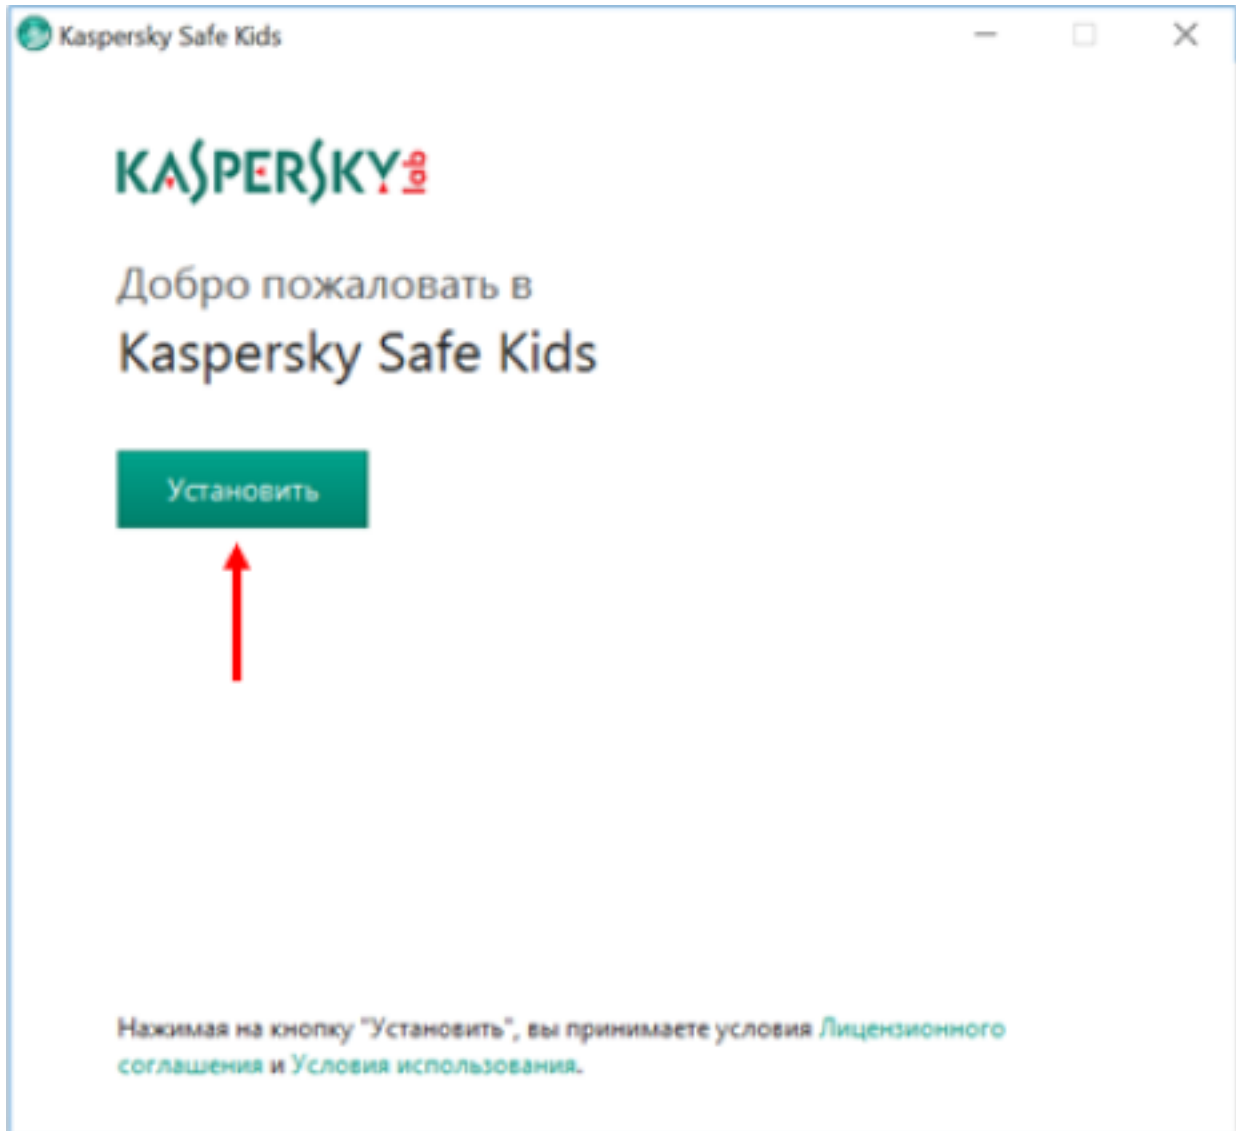 Kaspersky Safe Kids
KASPERSKY lab
Добро пожаловать в
Kaspersky Safe Kids
Установить
Нажимая на кнопку "Установить", вы принимаете условия Лицензионного
соглашения и Условия использования.